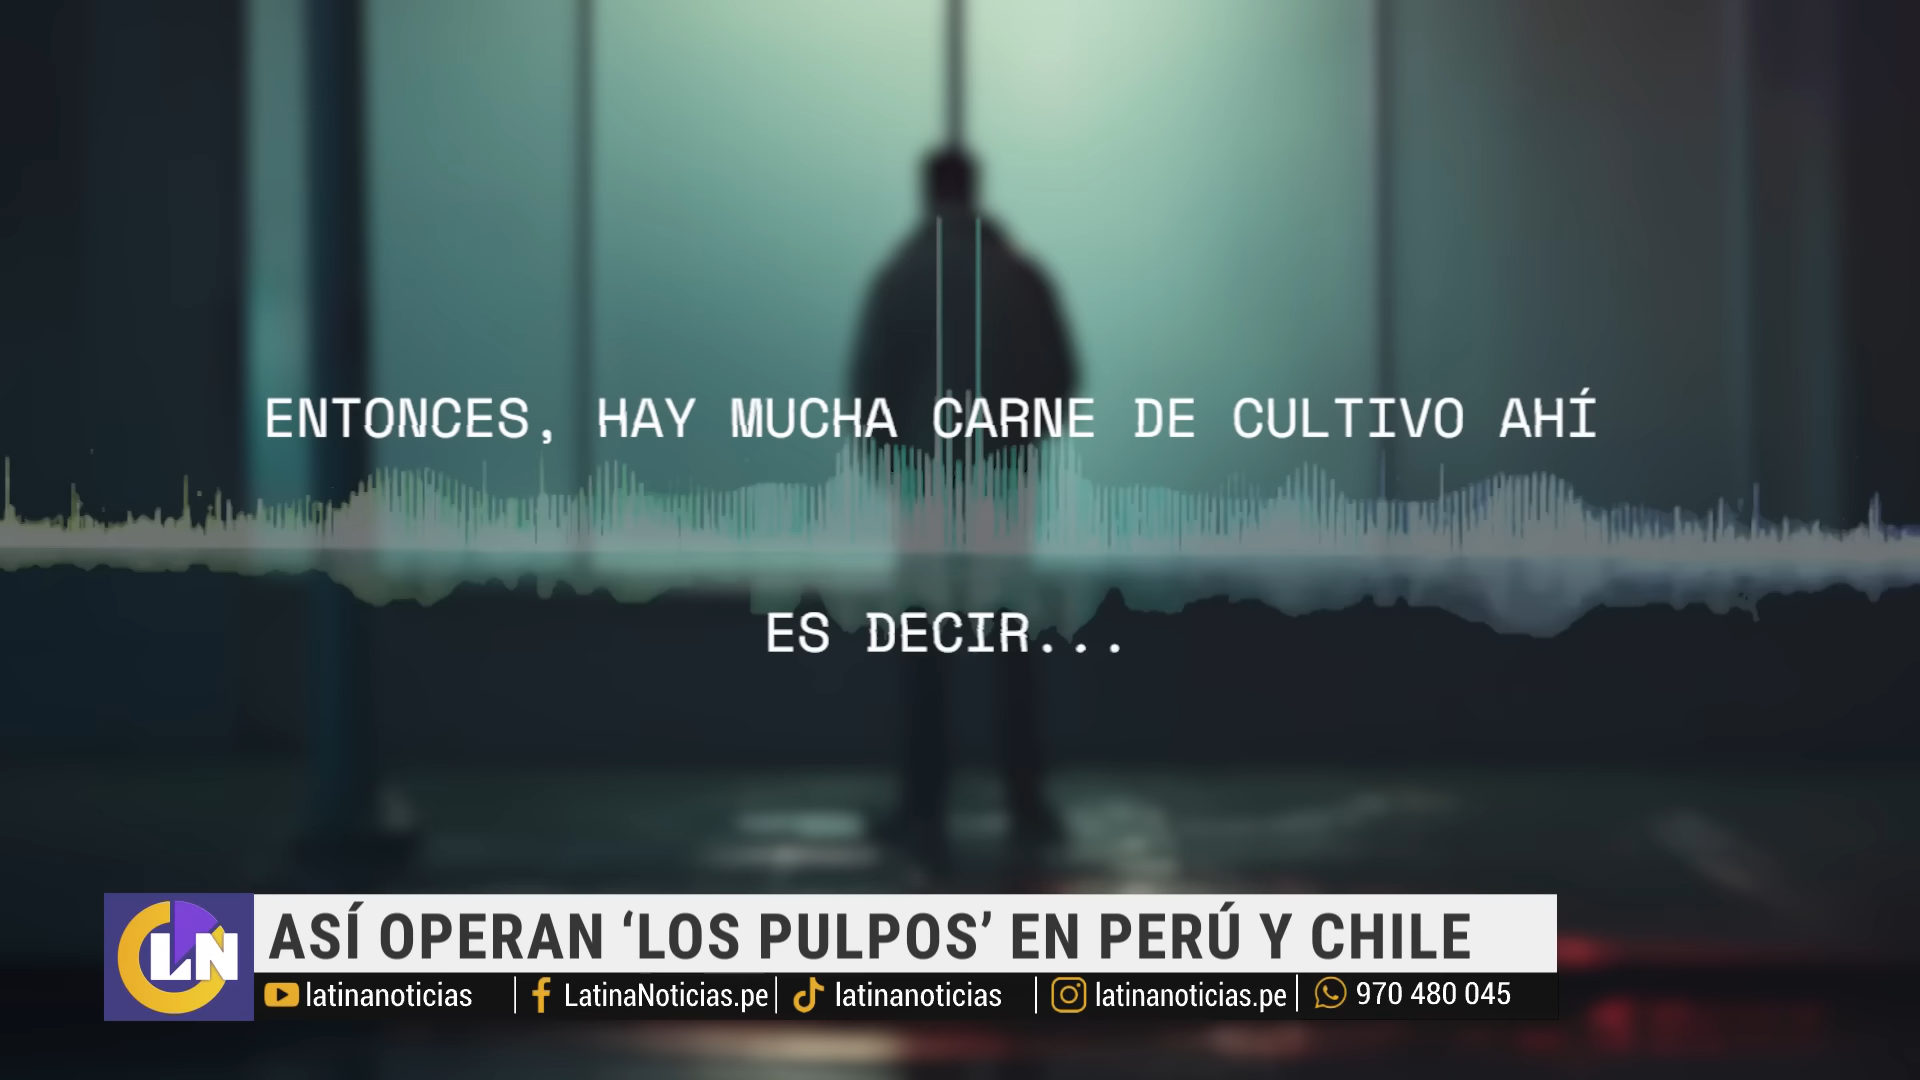 ENTONCES, HAY MUCHA CARNE DE CULTIVO AHÍ
ES DECIR...
LN
ASÍ OPERAN ‘LOS PULPOS’ EN PERÚ Y CHILE
latinanoticias LatinaNoticias.pe latinanoticias latinanoticias.pe 970 480 045